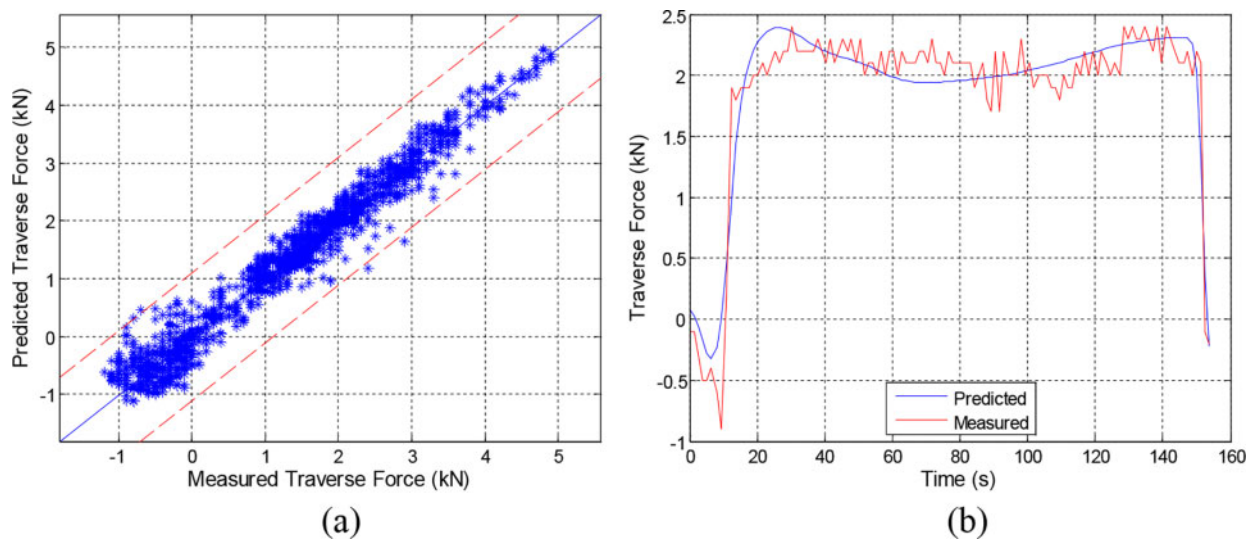 5
4
3
2
1
0
-1
Predicted Traverse Force (kN)
-1 0 1 2 3 4 5
Measured Traverse Force (kN)
(a)
2.5
2
1.5
1
0.5
0
-0.5
-1
Traverse Force (kN)
Predicted
Measured
0 20 40 60 80 100 120 140 160
Time (s)
(b)